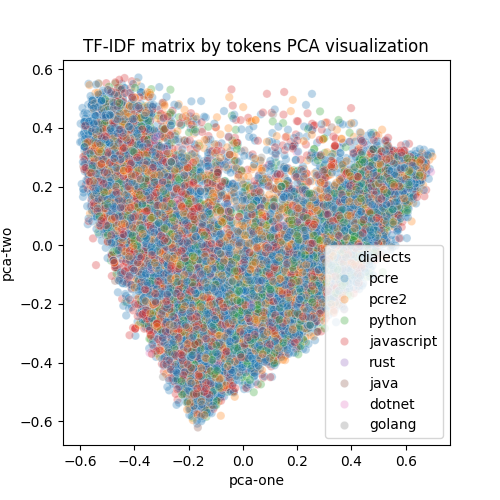 TF-IDF matrix by tokens PCA visualization
0.6
0.4
0.2
0.0
−0.2
−0.4
−0.6
pca-two
dialects
pcre
pcre2
python
javascript
rust
java
dotnet
golang
−0.6 −0.4 −0.2 0.0 0.2 0.4 0.6
pca-one